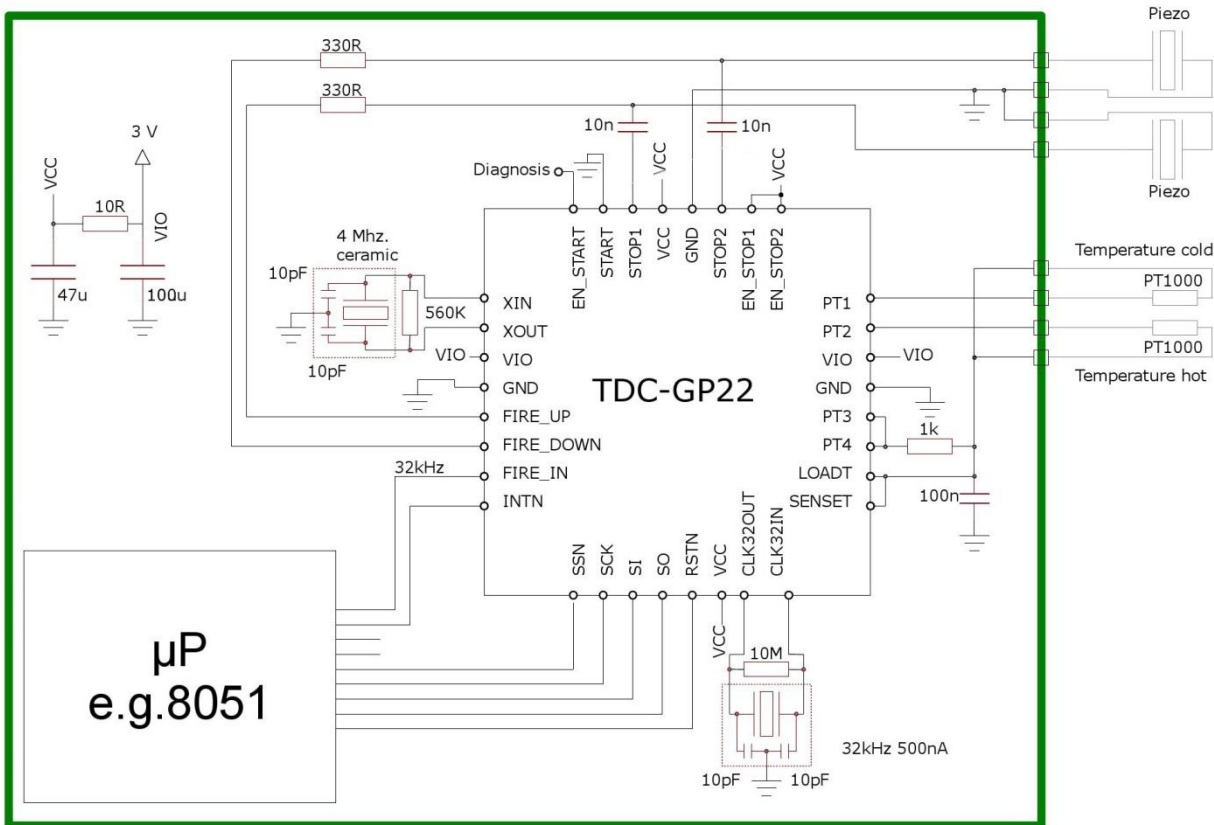 Piezo
330R
330R
10n
10n
Piezo
3 V
VCC
10R
VIO
47u
100u
Diagnosis
VCC
VCC
EN_START
START
STOP1
VCC
GND
STOP2
EN_STOP1
EN_STOP2
4 Mhz.
ceramic
10pF
560K
10pF
XIN
XOUT
VIO
VIO
GND
FIRE_UP
FIRE_DOWN
32kHz
FIRE_IN
INTN
TDC-GP22
PT1
PT2
VIO
VIO
GND
PT3
PT4
1k
LOADT
SENSET
100n
Temperature cold
PT1000
PT1000
Temperature hot
SSN
SCK
SI
SO
RSTN
VCC
CLK32OUT
CLK32IN
VCC
10M
32kHz 500nA
10pF
10pF
µP
e.g.8051